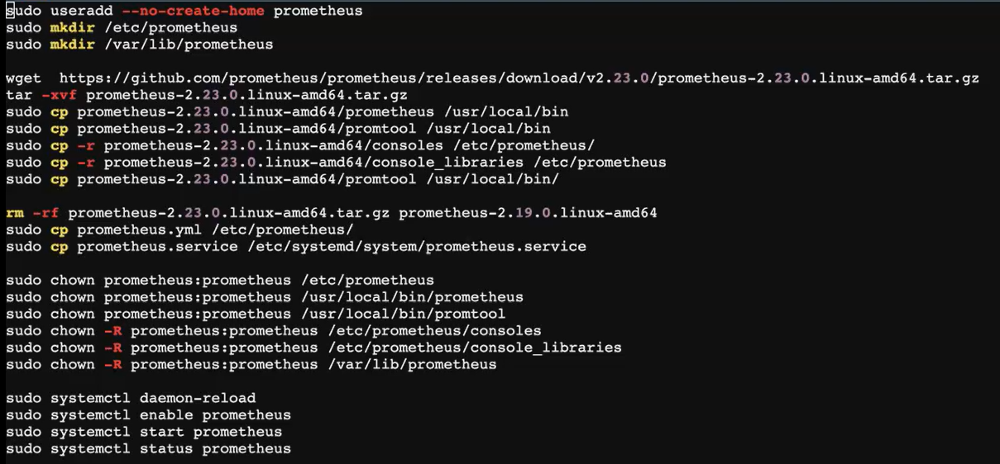 sudo useradd --no-create-home prometheus
sudo mkdir /etc/prometheus
sudo mkdir /var/lib/prometheus
wget  https://github.com/prometheus/prometheus/releases/download/v2.23.0/prometheus-2.23.0.linux-amd64.tar.gz
tar -xvf prometheus-2.23.0.linux-amd64.tar.gz
sudo cp prometheus-2.23.0.linux-amd64/prometheus /usr/local/bin
sudo cp prometheus-2.23.0.linux-amd64/promtool /usr/local/bin
sudo cp -r prometheus-2.23.0.linux-amd64/consoles /etc/prometheus/
sudo cp -r prometheus-2.23.0.linux-amd64/console_libraries /etc/prometheus
sudo cp prometheus-2.23.0.linux-amd64/promtool /usr/local/bin/
rm -rf prometheus-2.23.0.linux-amd64.tar.gz prometheus-2.19.0.linux-amd64
sudo cp prometheus.yml /etc/prometheus/
sudo cp prometheus.service /etc/systemd/system/prometheus.service
sudo chown prometheus:prometheus /etc/prometheus
sudo chown prometheus:prometheus /usr/local/bin/prometheus
sudo chown prometheus:prometheus /usr/local/bin/promtool
sudo chown -R prometheus:prometheus /etc/prometheus/consoles
sudo chown -R prometheus:prometheus /etc/prometheus/console_libraries
sudo chown -R prometheus:prometheus /var/lib/prometheus
sudo systemctl daemon-reload
sudo systemctl enable prometheus
sudo systemctl start prometheus
sudo systemctl status prometheus